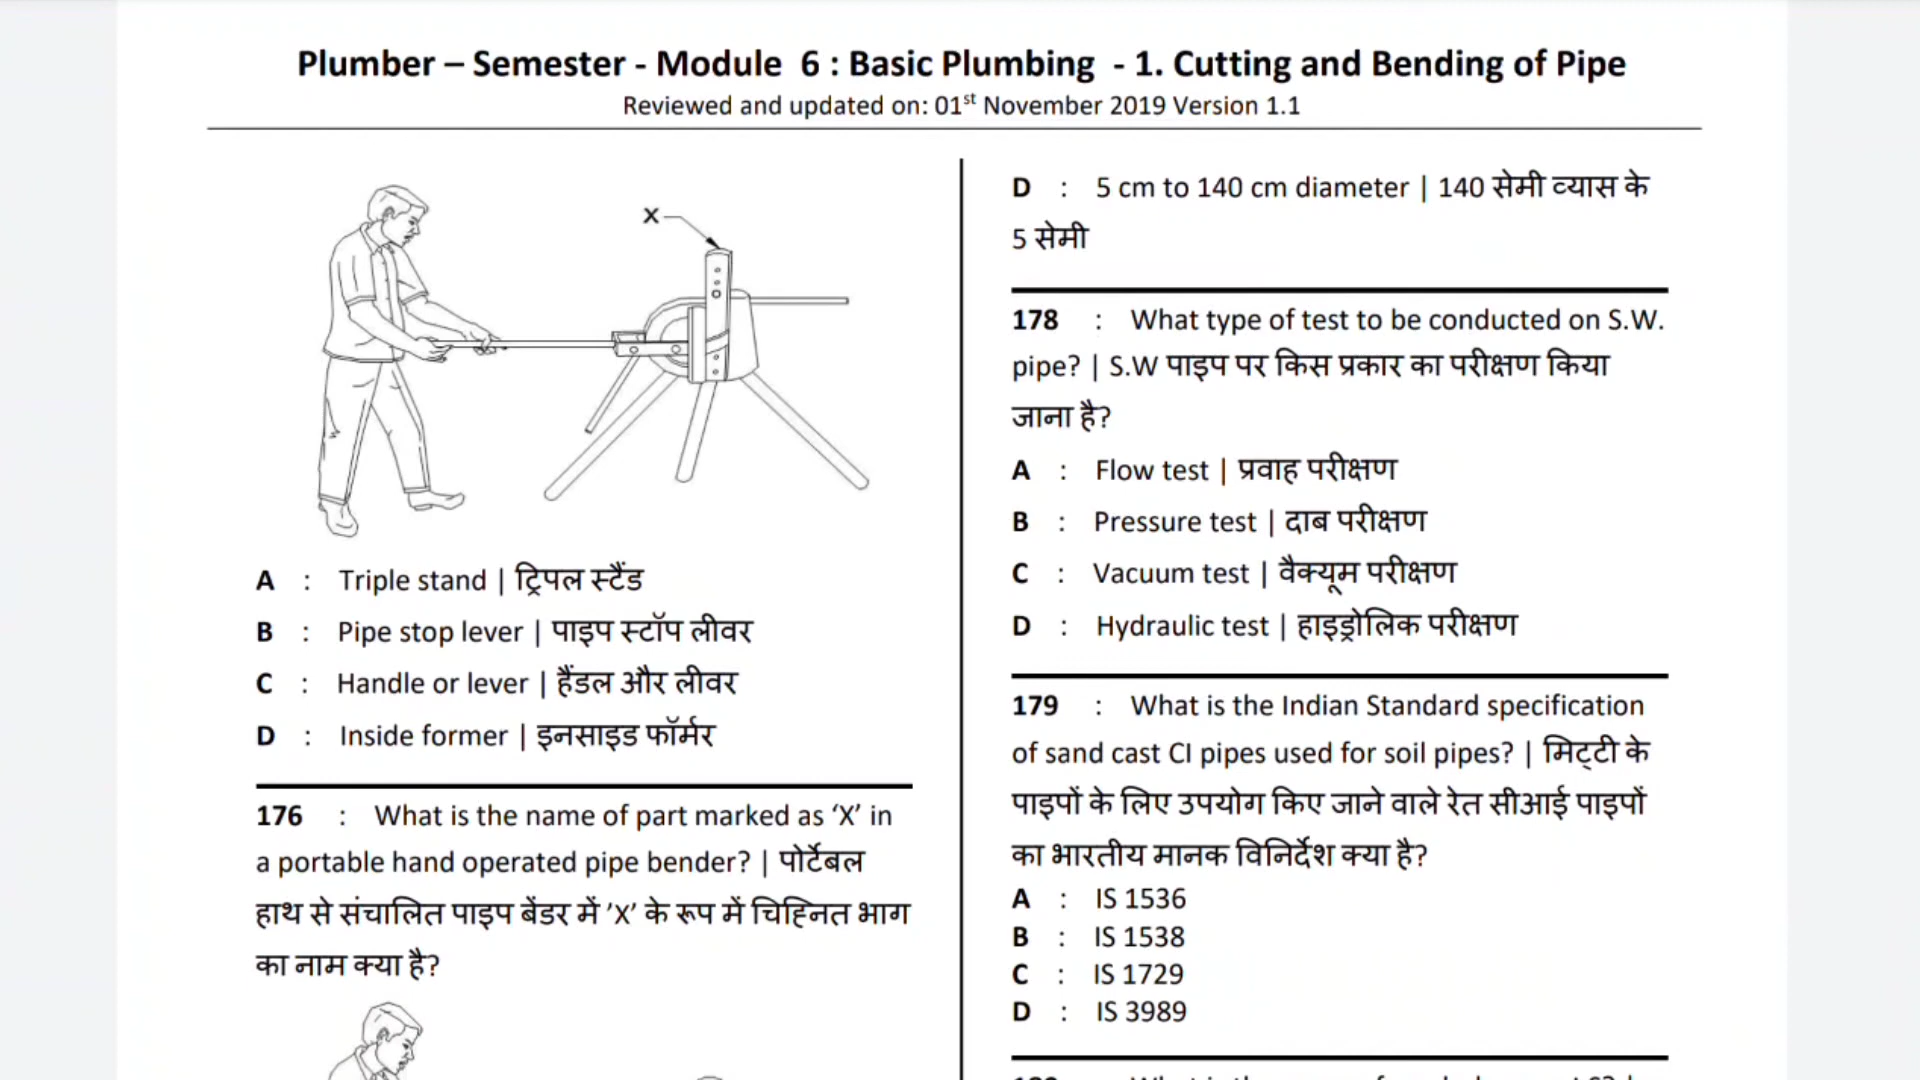 Plumber – Semester - Module 6 : Basic Plumbing - 1. Cutting and Bending of Pipe
Reviewed and updated on: 01st November 2019 Version 1.1
X
A : Triple stand | ट्रिपल स्टैंड
B : Pipe stop lever | पाइप स्टॉप लीवर
C : Handle or lever | हैंडल और लीवर
D : Inside former | इनसाइड फॉर्मर
176 : What is the name of part marked as ‘X’ in
a portable hand operated pipe bender? | पोर्टेबल
हाथ से संचालित पाइप बेंडर में ’X’ के रूप में चिह्नित भाग
का नाम क्या है?
D : 5 cm to 140 cm diameter | 140 सेमी व्यास के
5 सेमी
178 : What type of test to be conducted on S.W.
pipe? | S.W पाइप पर किस प्रकार का परीक्षण किया
जाना है?
A : Flow test | प्रवाह परीक्षण
B : Pressure test | दाब परीक्षण
C : Vacuum test | वैक्यूम परीक्षण
D : Hydraulic test | हाइड्रोलिक परीक्षण
179 : What is the Indian Standard specification
of sand cast CI pipes used for soil pipes? | मिट्टी के
पाइपों के लिए उपयोग किए जाने वाले रेत सीआई पाइपों
का भारतीय मानक विनिर्देश क्या है?
A : IS 1536
B : IS 1538
C : IS 1729
D : IS 3989